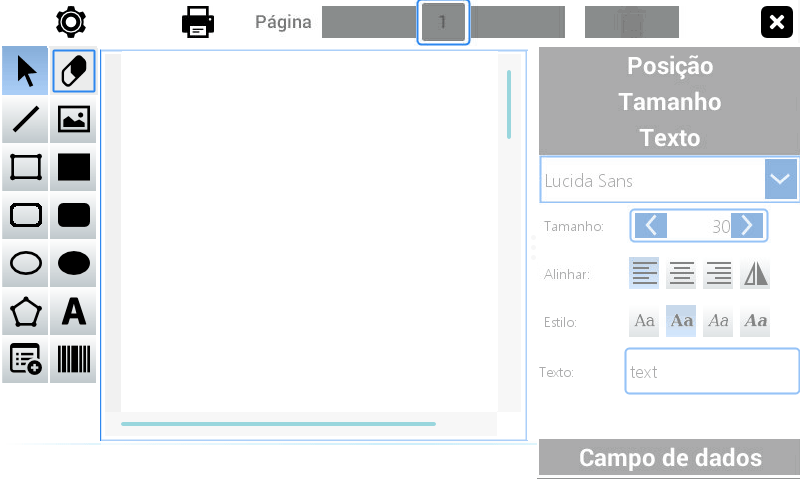 Página
1
Posição
Tamanho
Texto
Lucida Sans
Tamanho:
30
Alinhar:
Estilo:
Aa
Aa
Aa
Aa
Texto:
text
A
Campo de dados